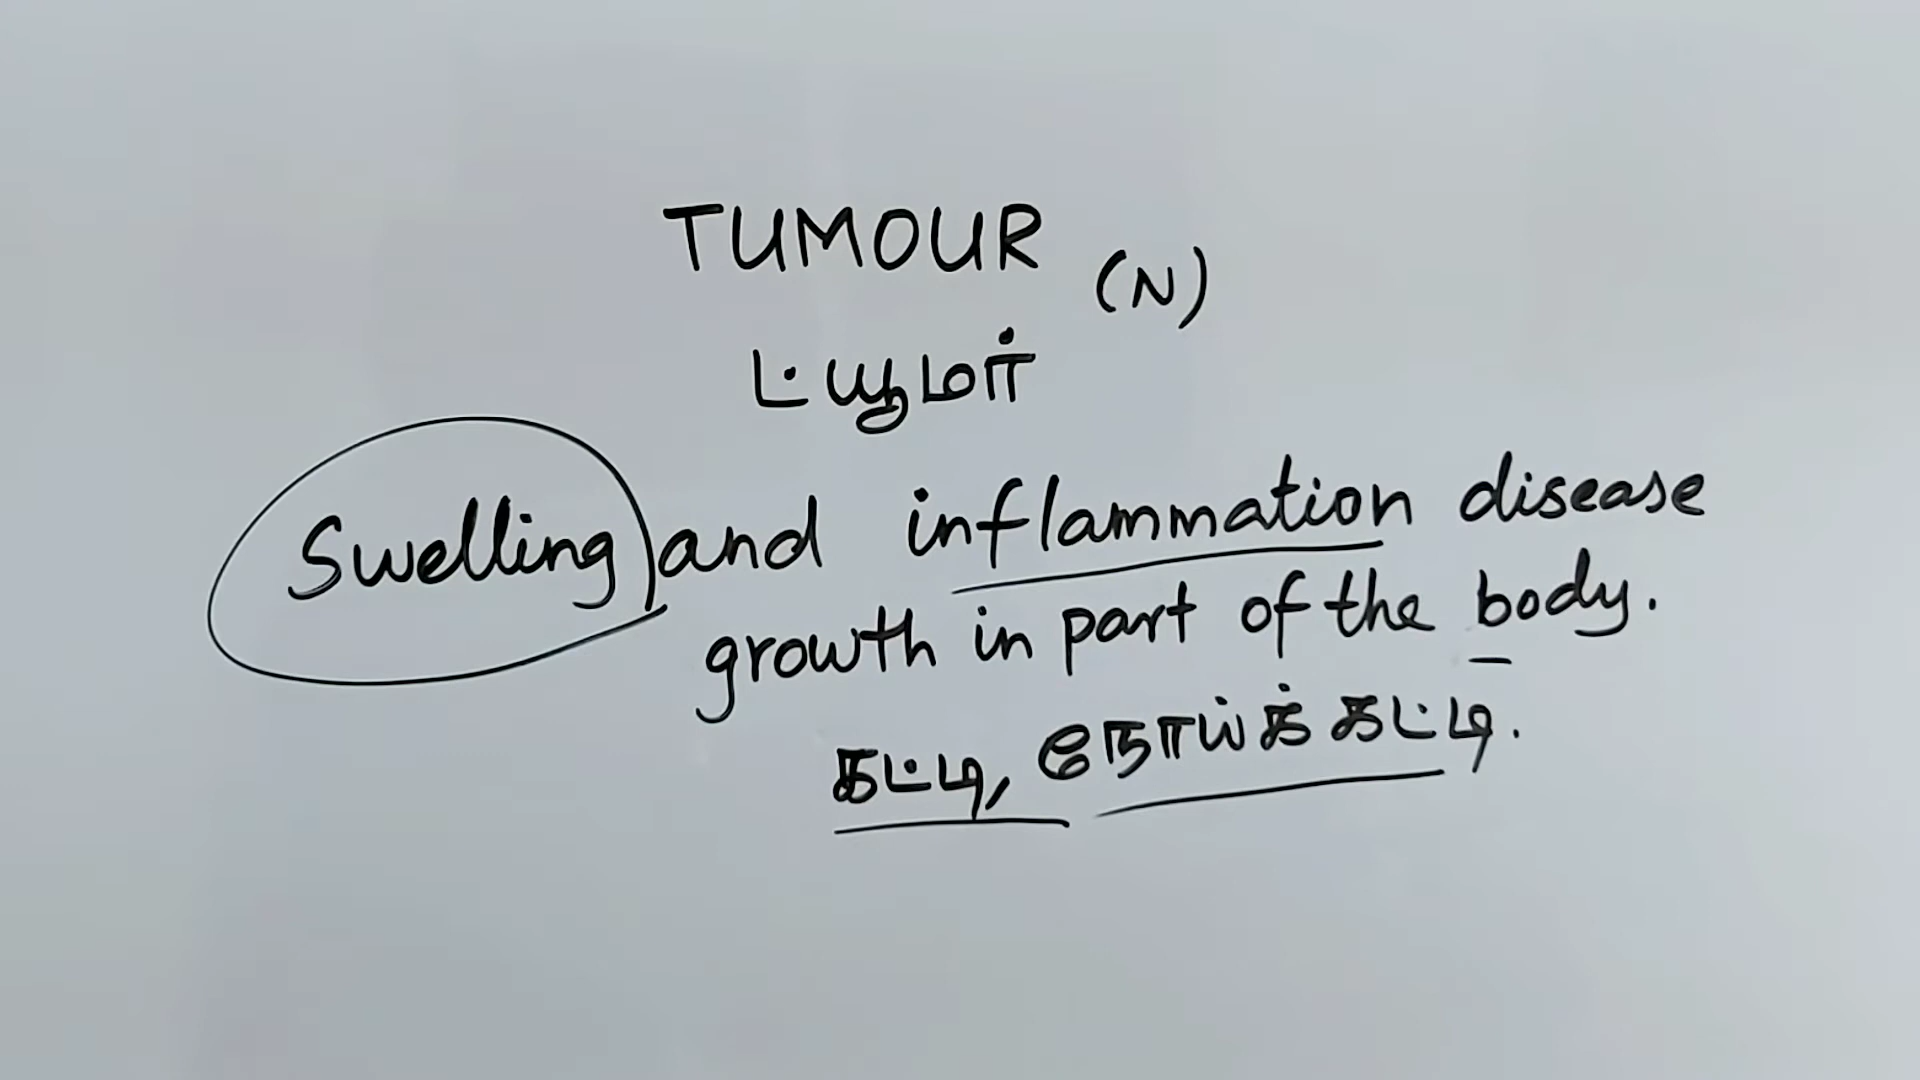 TUMOUR (N)
ட்யூமர்
Swelling and inflammation disease
growth in part of the body.
கட்டி, நோய்க் கட்டி.